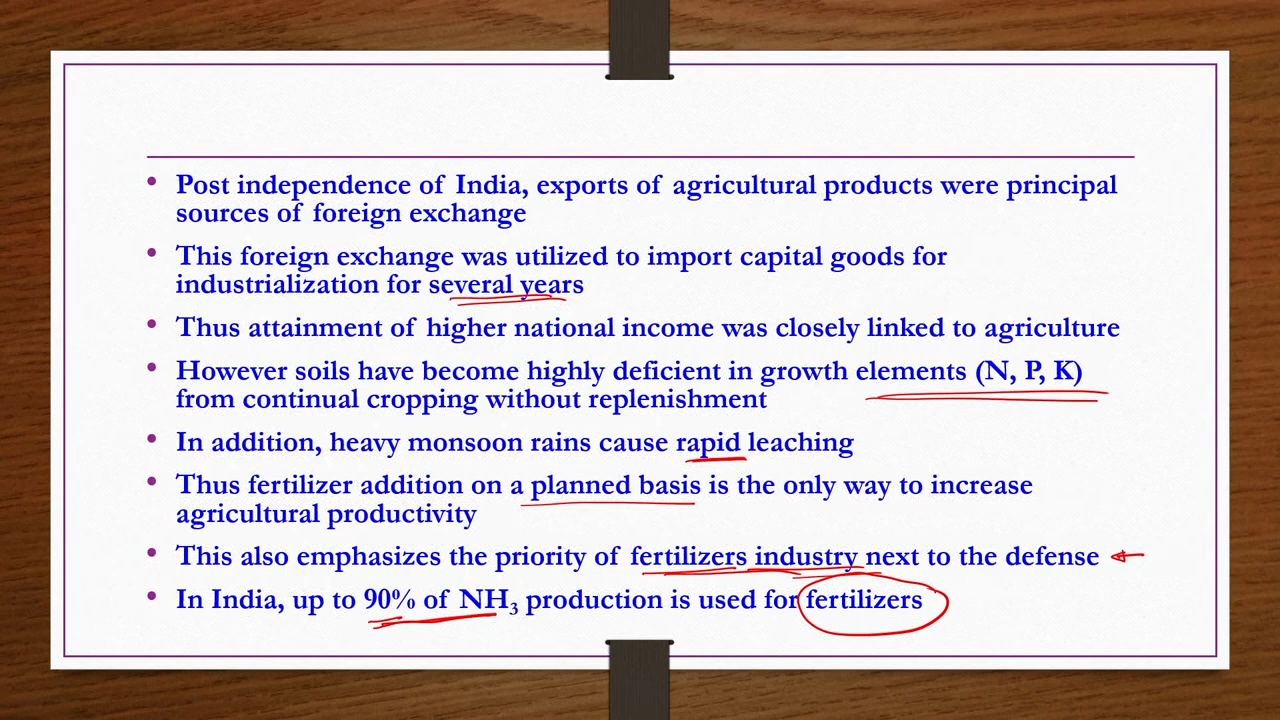 • Post independence of India, exports of agricultural products were principal
sources of foreign exchange
• This foreign exchange was utilized to import capital goods for
industrialization for several years
• Thus attainment of higher national income was closely linked to agriculture
• However soils have become highly deficient in growth elements (N, P, K)
from continual cropping without replenishment
• In addition, heavy monsoon rains cause rapid leaching
• Thus fertilizer addition on a planned basis is the only way to increase
agricultural productivity
• This also emphasizes the priority of fertilizers industry next to the defense
• In India, up to 90% of NH₃ production is used for fertilizers